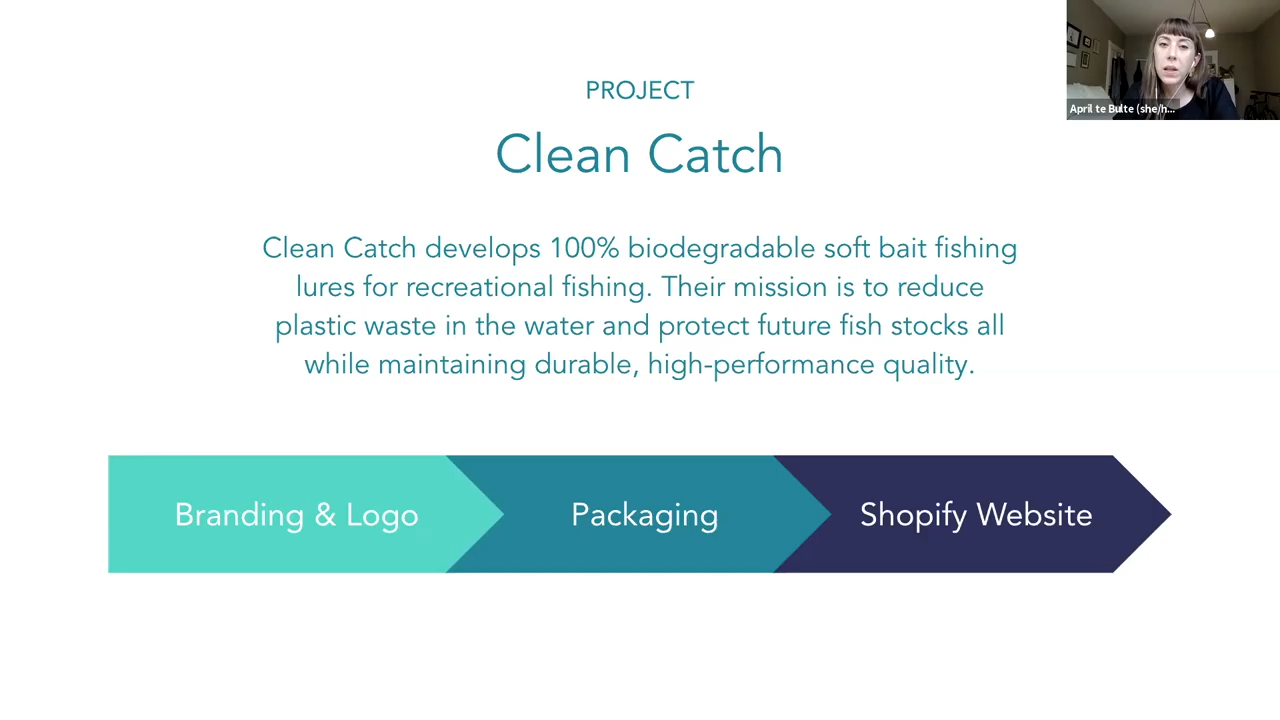 PROJECT
Clean Catch
Clean Catch develops 100% biodegradable soft bait fishing
lures for recreational fishing. Their mission is to reduce
plastic waste in the water and protect future fish stocks all
while maintaining durable, high-performance quality.
Branding & Logo
Packaging
Shopify Website
April te Bulte (she/h...